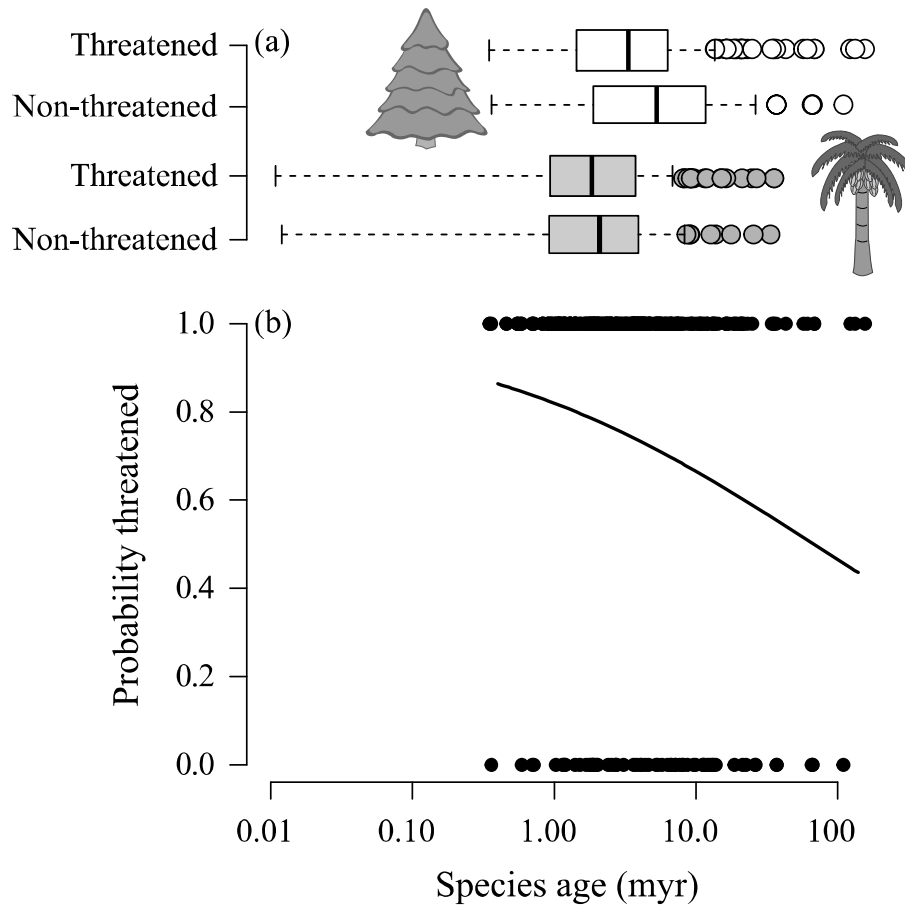 Threatened
(a)
Non-threatened
Threatened
Non-threatened
(b)
1.0
0.8
0.6
0.4
0.2
0.0
Probability threatened
0.01 0.10 1.00 10.0 100
Species age (myr)